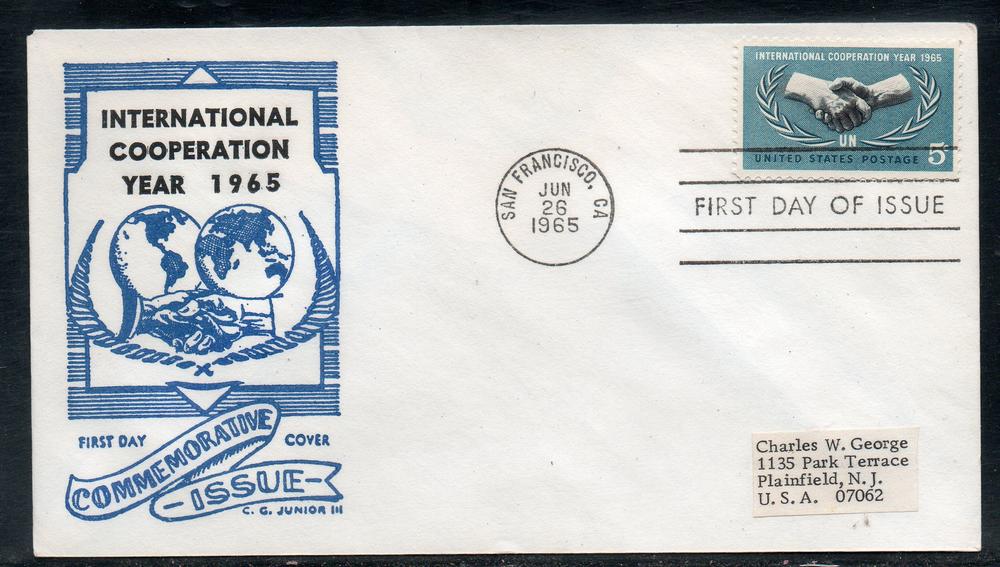 INTERNATIONAL
COOPERATION
YEAR 1965
FIRST DAY COVER
COMMEMORATIVE
-ISSUE-
C. G. JUNIOR III
SAN FRANCISCO, CA
JUN
26
1965
INTERNATIONAL COOPERATION YEAR 1965
UN
UNITED STATES POSTAGE 5¢
FIRST DAY OF ISSUE
Charles W. George
1135 Park Terrace
Plainfield, N. J.
U. S. A. 07062